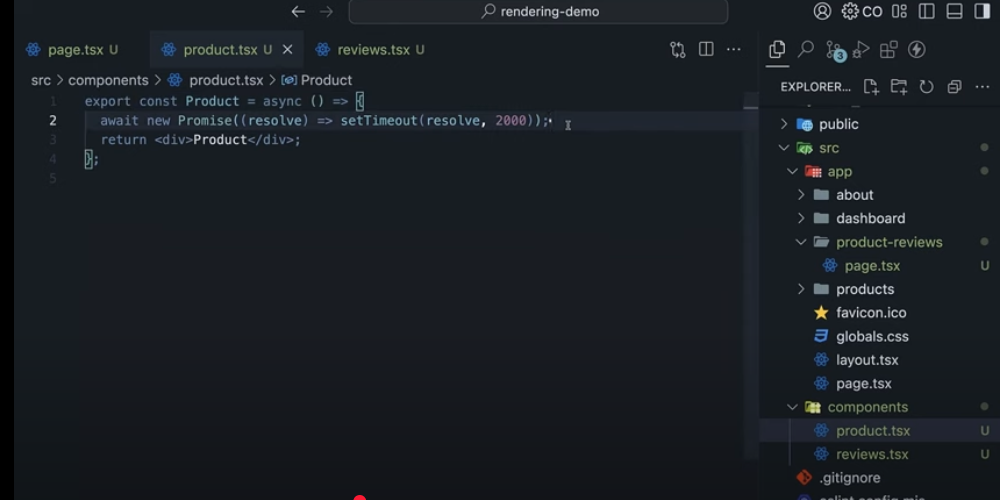 rendering-demo
CO
page.tsx U
product.tsx U
reviews.tsx U
src > components > product.tsx > Product
1 export const Product = async () => {
2 await new Promise((resolve) => setTimeout(resolve, 2000));
3 return <div>Product</div>;
4 };
5
3
EXPLORER...
public
src
app
about
dashboard
product-reviews
page.tsx U
products
favicon.ico
globals.css
layout.tsx
page.tsx
components
product.tsx U
reviews.tsx U
.gitignore